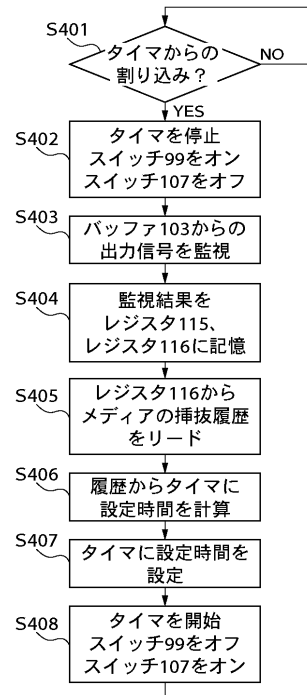 S401
タイマからの
割り込み？
NO
YES
S402
タイマを停止
スイッチ99をオン
スイッチ107をオフ
S403
バッファ103からの
出力信号を監視
S404
監視結果を
レジスタ115、
レジスタ116に記憶
S405
レジスタ116から
メディアの挿抜履歴
をリード
S406
履歴からタイマに
設定時間を計算
S407
タイマに設定時間を
設定
S408
タイマを開始
スイッチ99をオフ
スイッチ107をオン